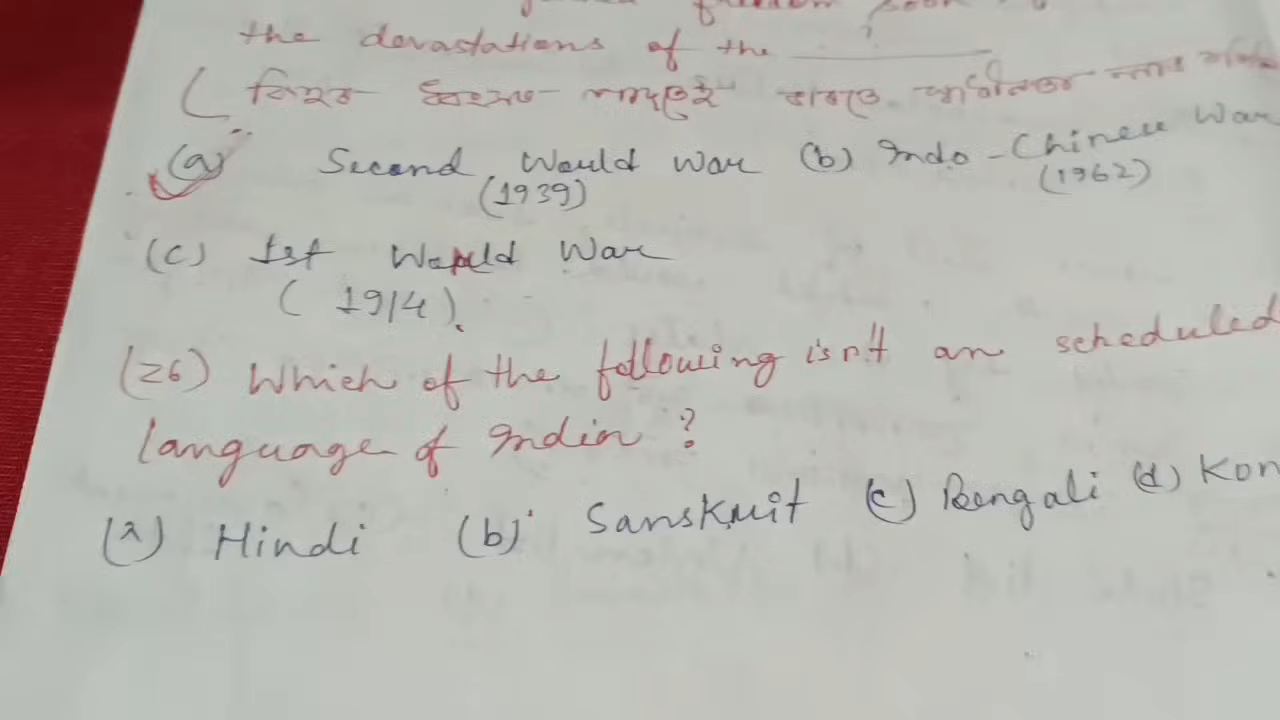 the devastations of the ?
(a) Second Would War (b) Indo-Chinese War
(1939) (1962)
(c) 1st World War
(1914).
(26) Which of the following isn't an scheduled
language of India ?
(a) Hindi (b) Sanskrit (c) Bengali (d) Kon